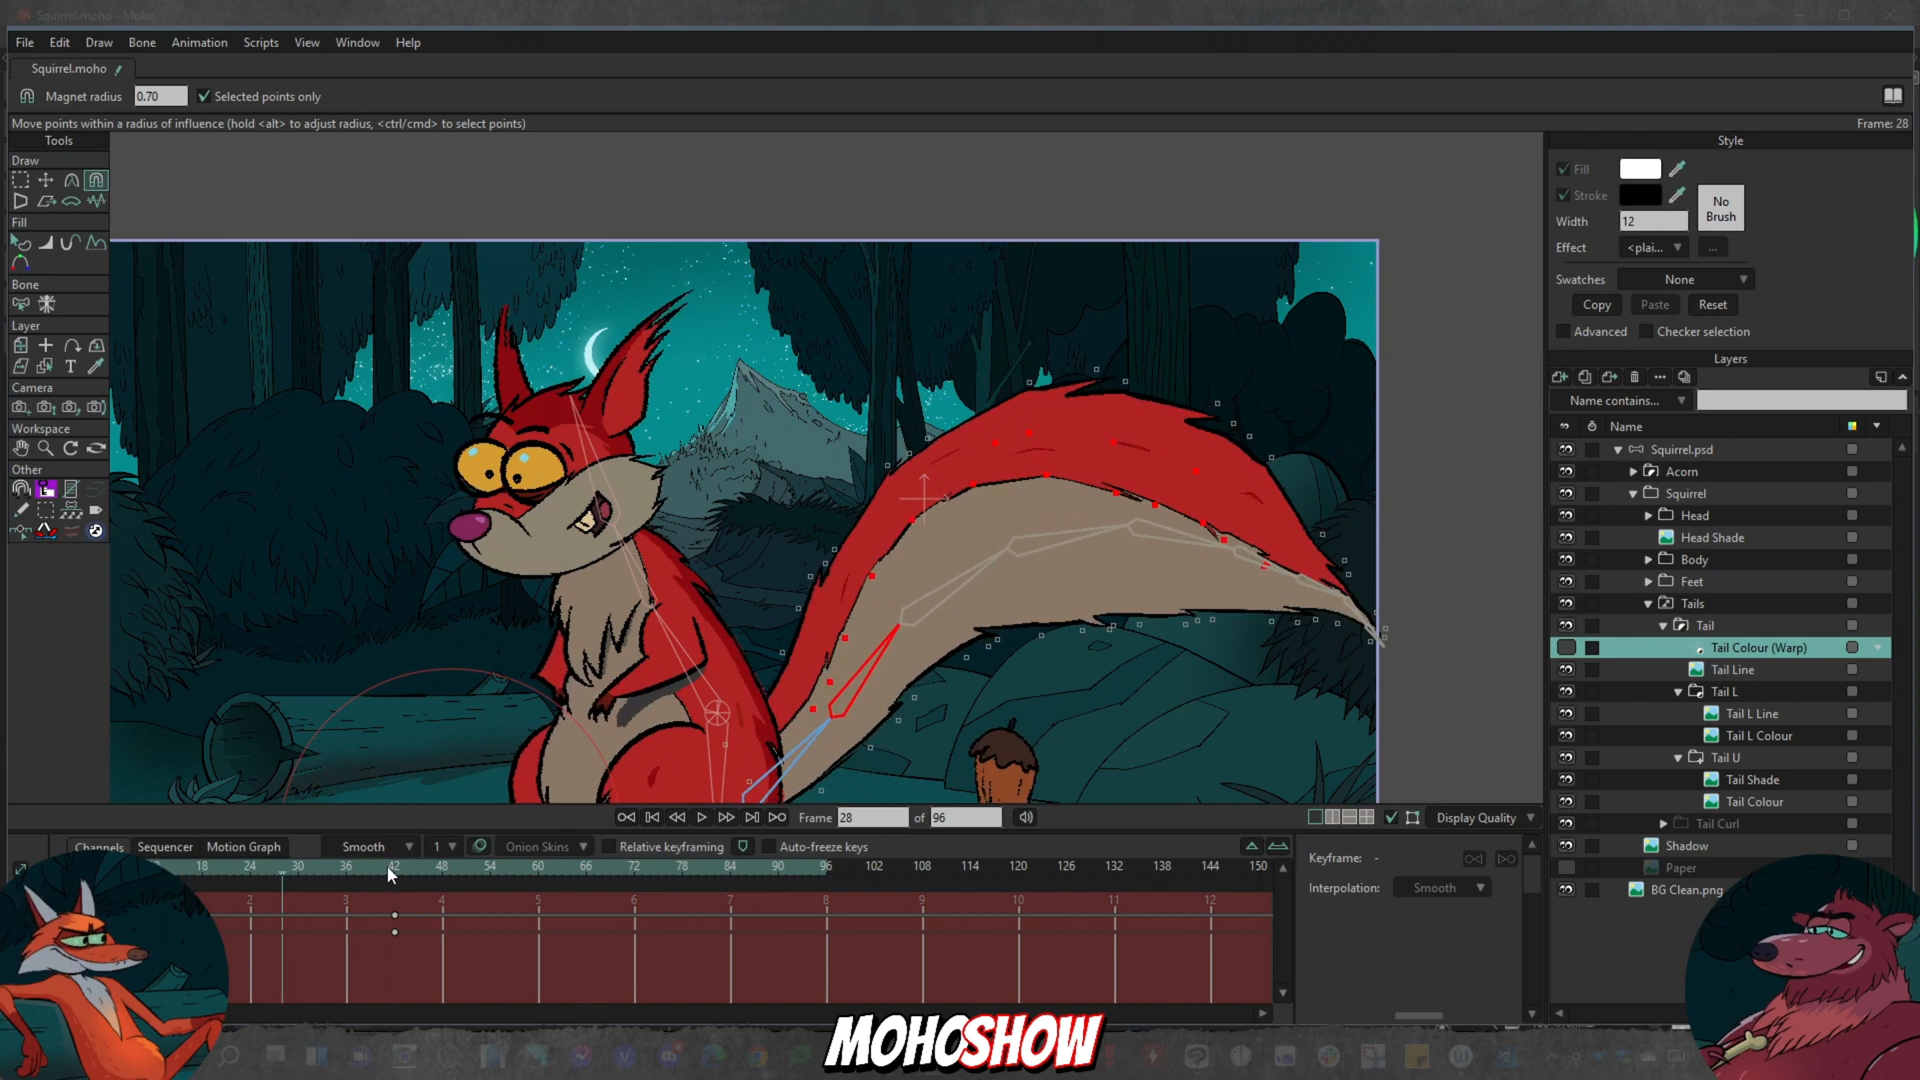 Squirrel.moho - Moho
File Edit Draw Bone Animation Scripts View Window Help
Squirrel.moho
Magnet radius 0.70 Selected points only
Move points within a radius of influence (hold <alt> to adjust radius, <ctrl/cmd> to select points) Frame: 28
Tools
Draw
Fill
Bone
Layer
Camera
Workspace
Other
Style
Fill
Stroke
No Brush
Width 12
Effect <plai... ...
Swatches None
Copy Paste Reset
Advanced Checker selection
Layers
Name contains...
Name
Squirrel.psd
Acorn
Squirrel
Head
Head Shade
Body
Feet
Tails
Tail
Tail Colour (Warp)
Tail Line
Tail L
Tail L Line
Tail L Colour
Tail U
Tail Shade
Tail Colour
Tail Curl
Shadow
Paper
BG Clean.png
Frame 28 of 96 Display Quality
Channels Sequencer Motion Graph Smooth 1 Onion Skins Relative keyframing Auto-freeze keys
18 24 30 36 42 48 54 60 66 72 78 84 90 96 102 108 114 120 126 132 138 144 150
2 3 4 5 6 7 8 9 10 11 12
Keyframe: -
Interpolation: Smooth
MOHOSHOW